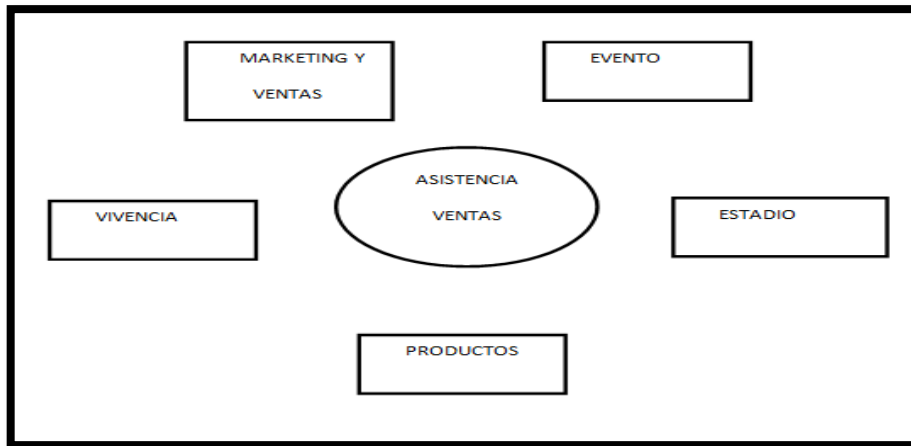 MARKETING Y
VENTAS
EVENTO
ASISTENCIA
VENTAS
VIVENCIA
ESTADIO
PRODUCTOS